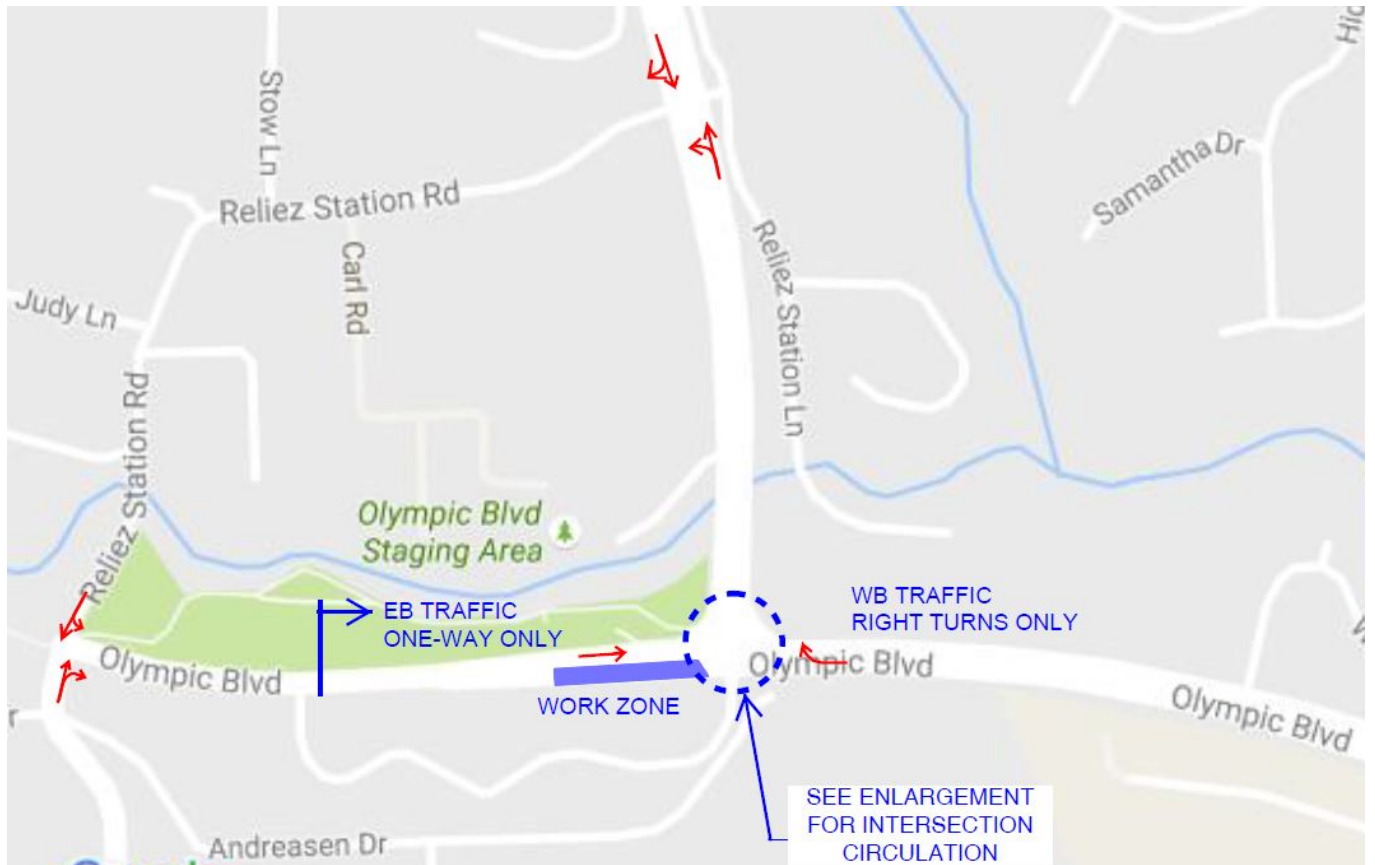 Stow Ln
Reliez Station Rd
Carl Rd
Judy Ln
Reliez Station Rd
Reliez Station Ln
Samantha Dr
Olympic Blvd
Staging Area
EB TRAFFIC
ONE-WAY ONLY
WB TRAFFIC
RIGHT TURNS ONLY
Olympic Blvd
Olympic Blvd
Olympic Blvd
WORK ZONE
SEE ENLARGEMENT
FOR INTERSECTION
CIRCULATION
Andreasen Dr